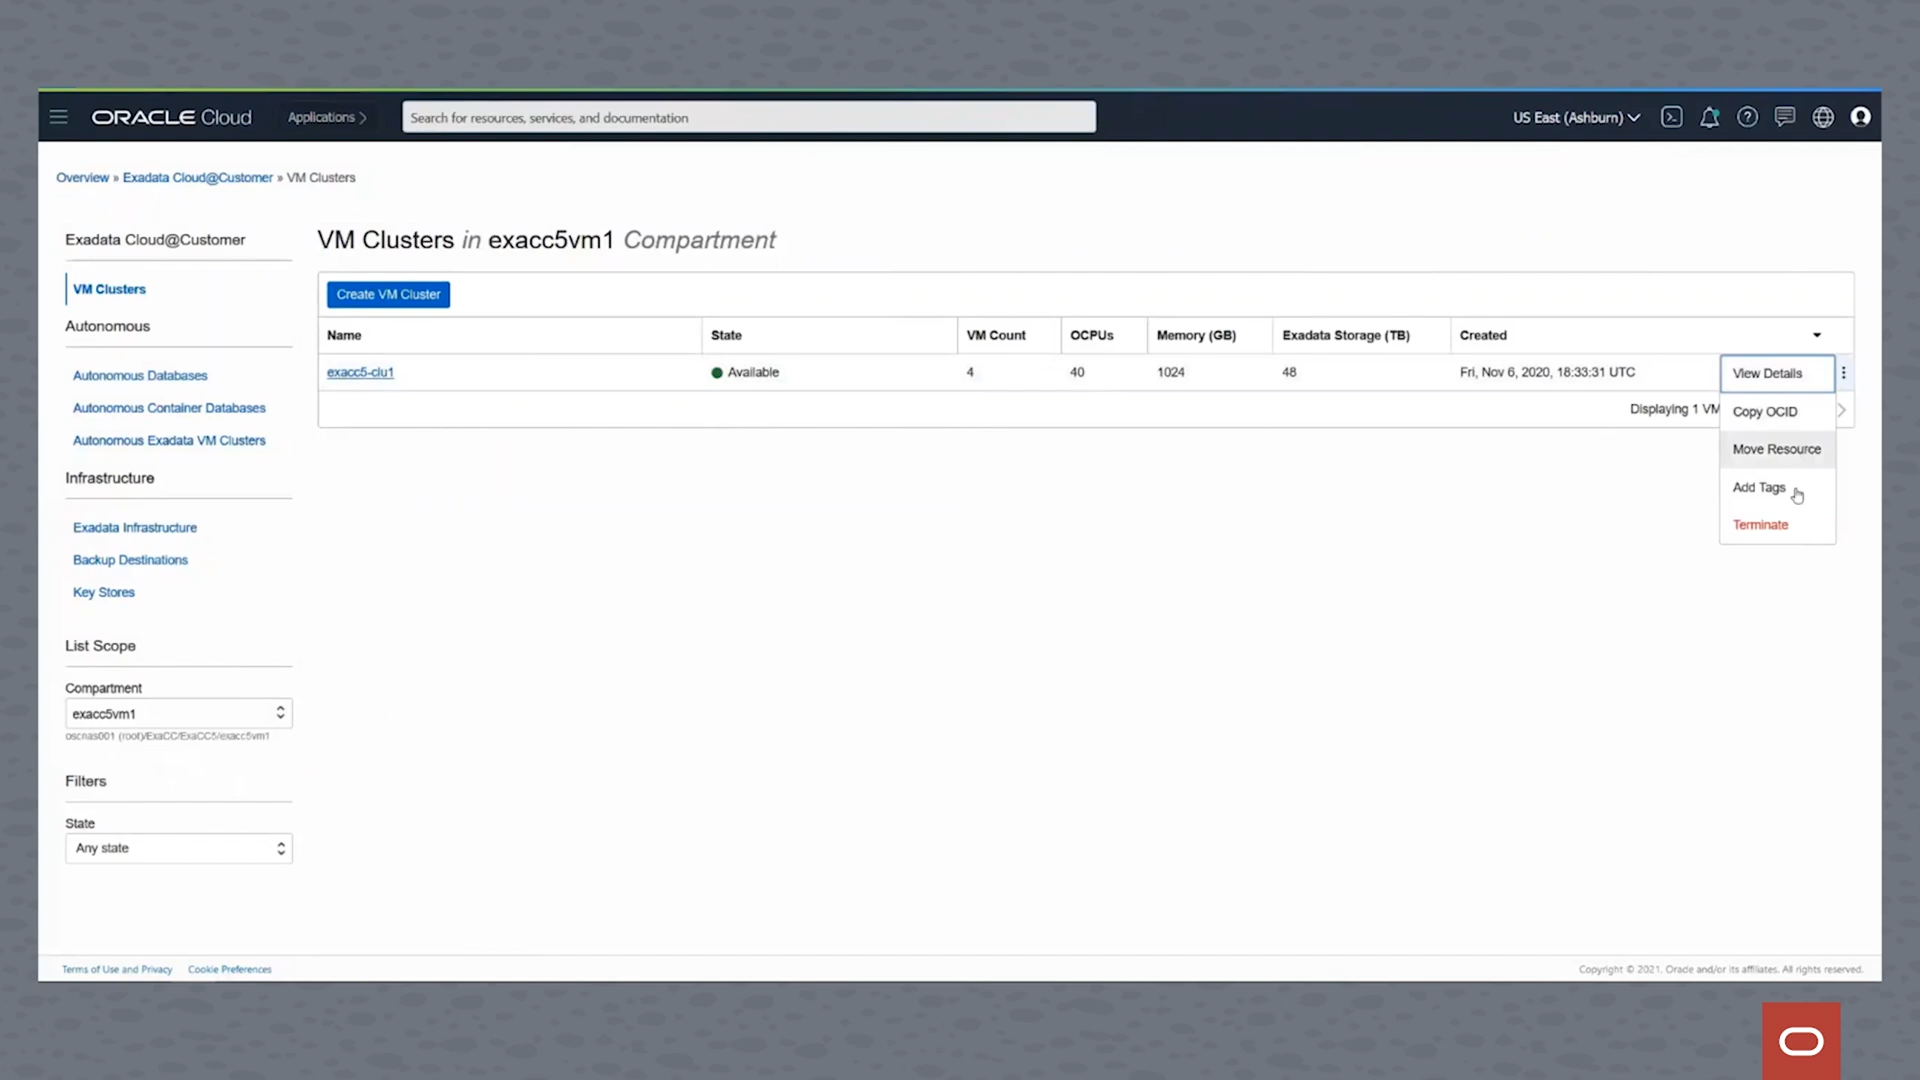 ORACLE Cloud
Applications
Search for resources, services, and documentation
US East (Ashburn)
Overview » Exadata Cloud@Customer » VM Clusters
Exadata Cloud@Customer
VM Clusters
Autonomous
Autonomous Databases
Autonomous Container Databases
Autonomous Exadata VM Clusters
Infrastructure
Exadata Infrastructure
Backup Destinations
Key Stores
List Scope
Compartment
exacc5vm1
oscnas001 (root)/ExaCC/ExaCC5/exacc5vm1
Filters
State
Any state
VM Clusters in exacc5vm1 Compartment
Create VM Cluster
Name State VM Count OCPUs Memory (GB) Exadata Storage (TB) Created
exacc5-clu1 Available 4 40 1024 48 Fri, Nov 6, 2020, 18:33:31 UTC
Displaying 1 VM
View Details
Copy OCID
Move Resource
Add Tags
Terminate
Terms of Use and Privacy Cookie Preferences
Copyright © 2021, Oracle and/or its affiliates. All rights reserved.